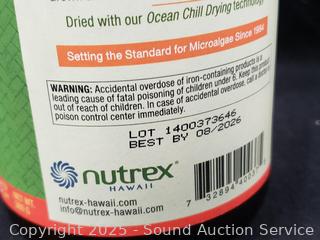 Dried with our Ocean Chill Drying technology
Setting the Standard for Microalgae Since 1984
WARNING: Accidental overdose of iron-containing products is a
leading cause of fatal poisoning of children under 6. Keep this product
out of reach of children. In case of accidental overdose, call a doctor or
poison control center immediately.
LOT 1400373646
BEST BY 08/2026
nutrex
HAWAII
nutrex-hawaii.com
info@nutrex-hawaii.com
7 32894 40037
Copyright 2025 - Sound Auction Service